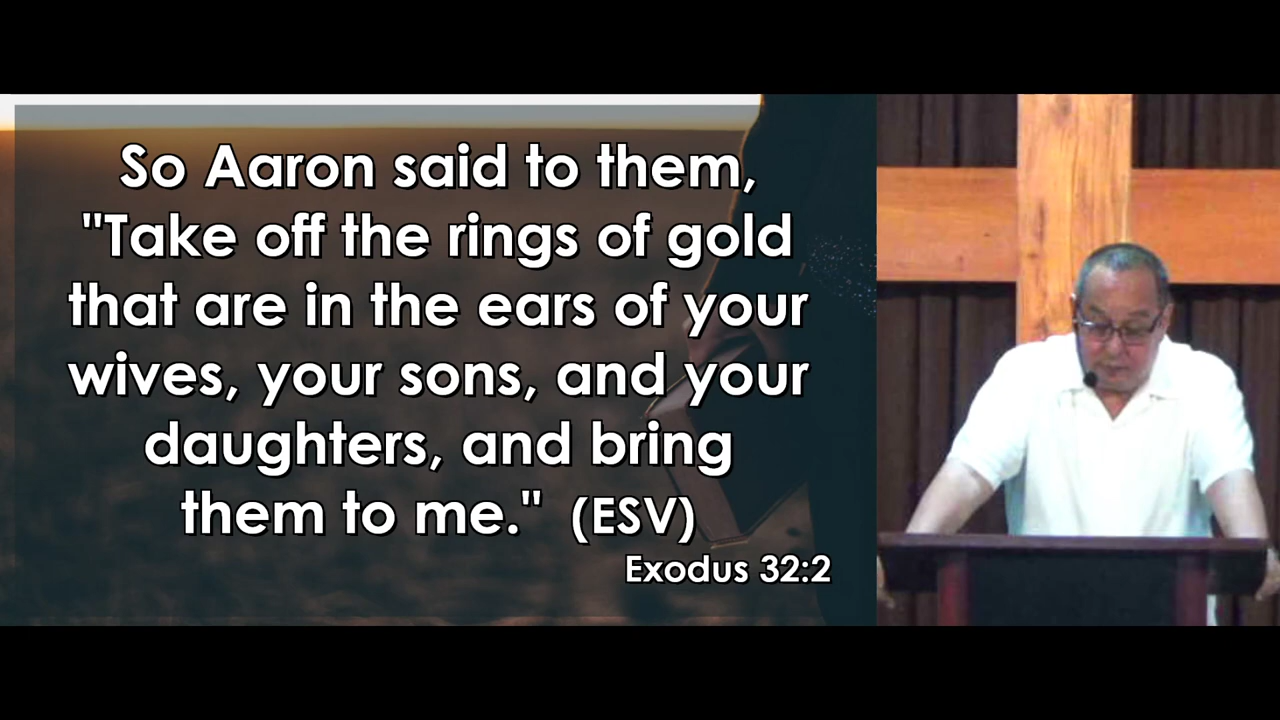 So Aaron said to them,
"Take off the rings of gold
that are in the ears of your
wives, your sons, and your
daughters, and bring
them to me." (ESV)
Exodus 32:2